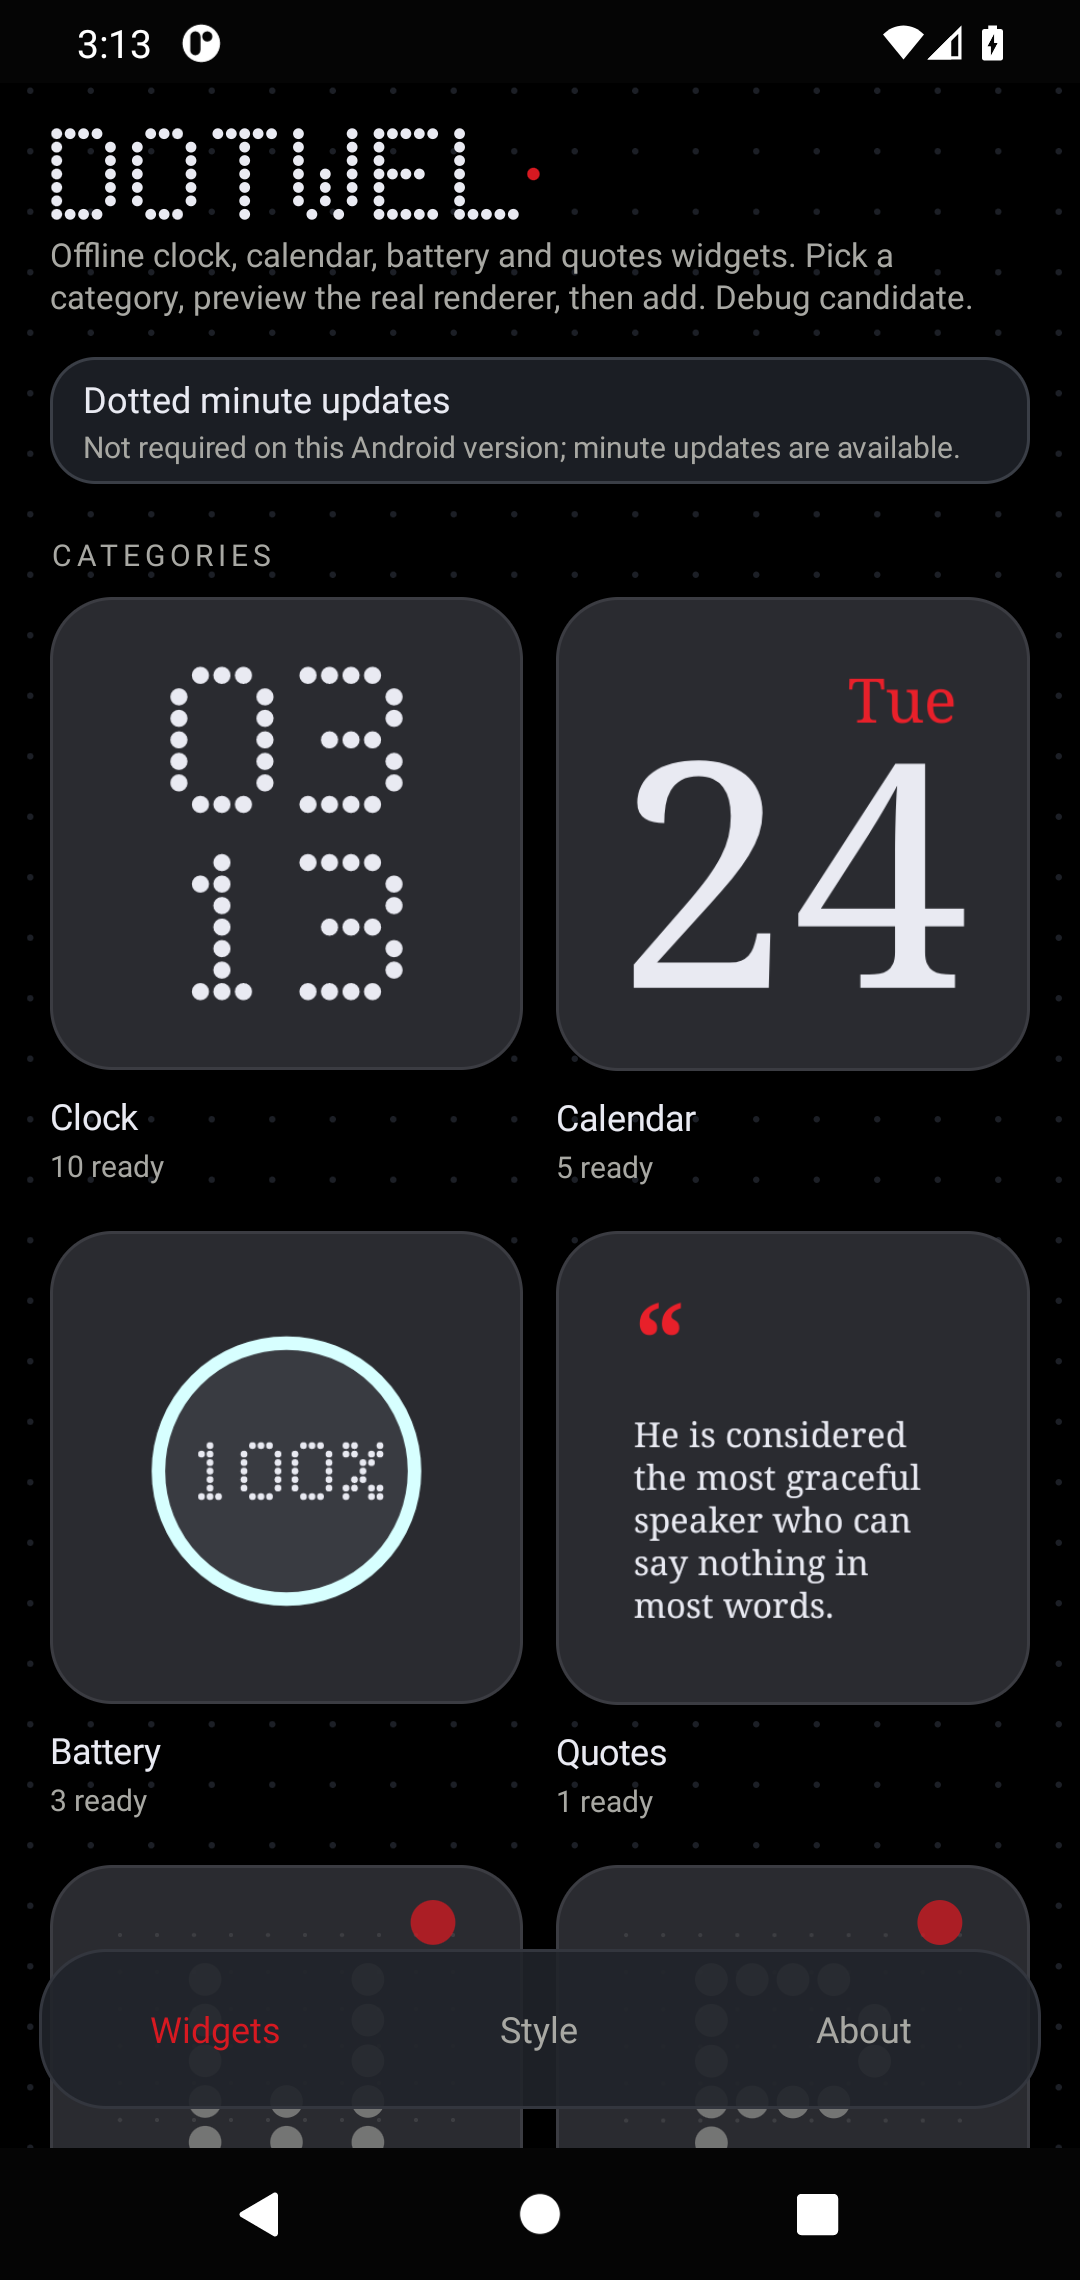 3:13
DOTWEL
Offline clock, calendar, battery and quotes widgets. Pick a
category, preview the real renderer, then add. Debug candidate.
Dotted minute updates
Not required on this Android version; minute updates are available.
CATEGORIES
03
13
Tue
24
Clock
10 ready
Calendar
5 ready
100%
“
He is considered
the most graceful
speaker who can
say nothing in
most words.
Battery
3 ready
Quotes
1 ready
Widgets
Style
About